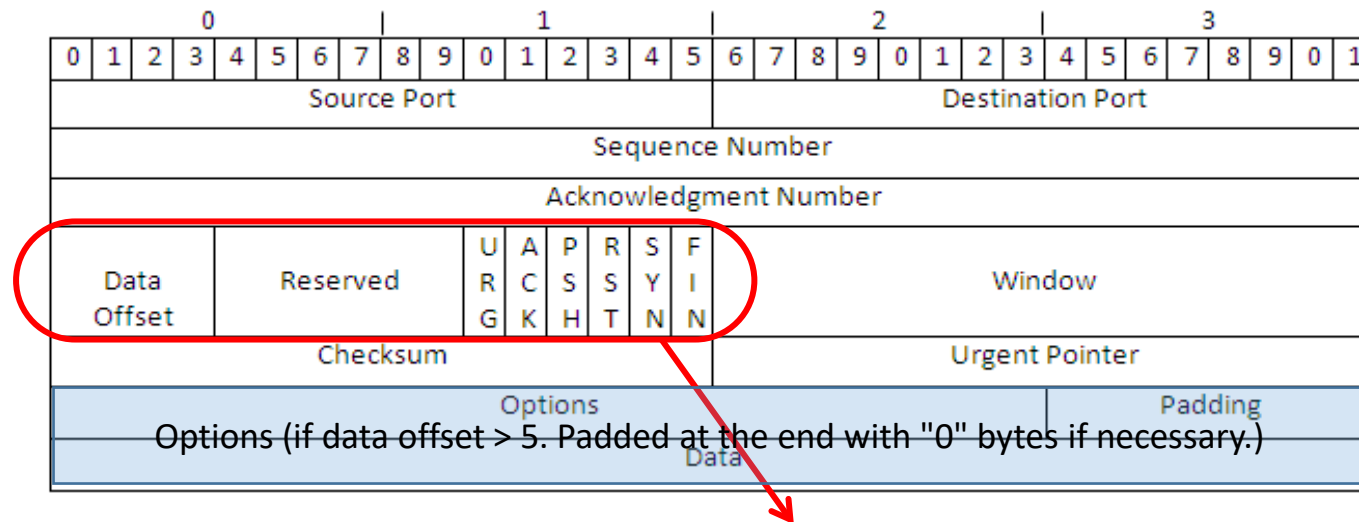 0 1 2 3
0 1 2 3 4 5 6 7 8 9 0 1 2 3 4 5 6 7 8 9 0 1 2 3 4 5 6 7 8 9 0 1
Source Port Destination Port
Sequence Number
Acknowledgment Number
Data Offset Reserved URG ACK PSH RST SYN FIN Window
Checksum Urgent Pointer
Options Padding
Options (if data offset > 5. Padded at the end with "0" bytes if necessary.)
Data